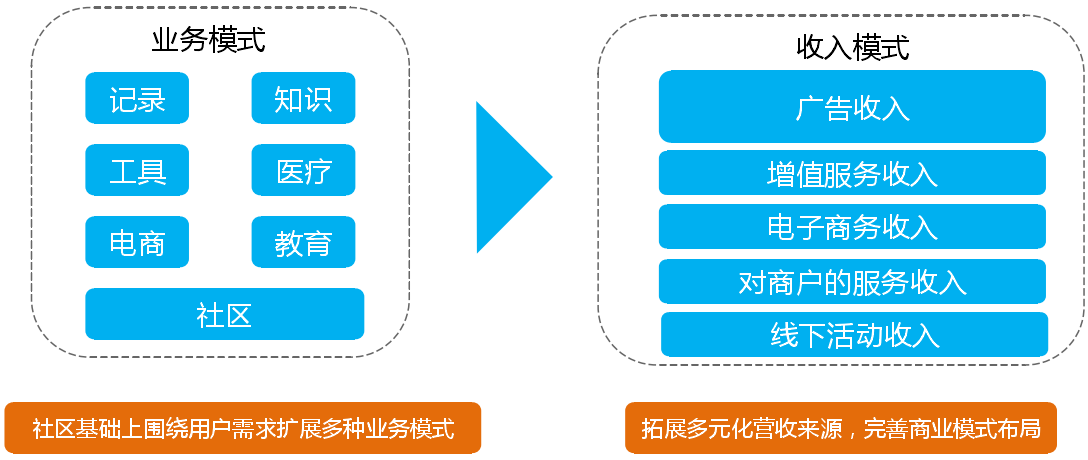 业务模式
记录
知识
工具
医疗
电商
教育
社区
社区基础上围绕用户需求扩展多种业务模式
收入模式
广告收入
增值服务收入
电子商务收入
对商户的服务收入
线下活动收入
拓展多元化营收来源，完善商业模式布局